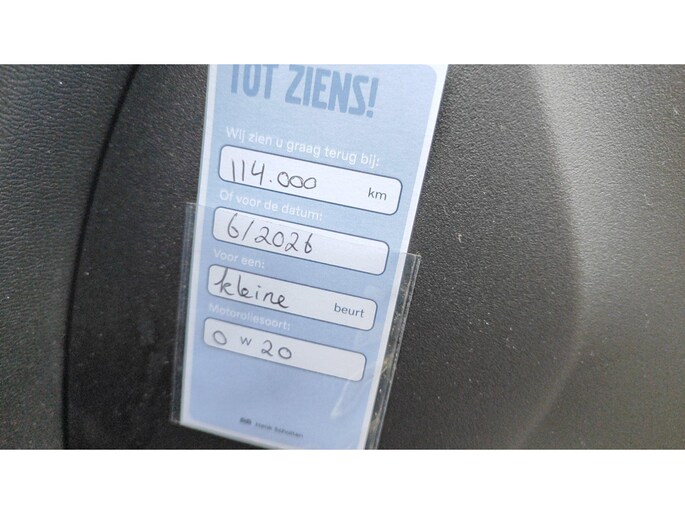 TOT ZIENS!
Wij zien u graag terug bij:
114.000 km
Of voor de datum:
6/2026
Voor een:
kleine beurt
Motoroliesoort:
0 W 20